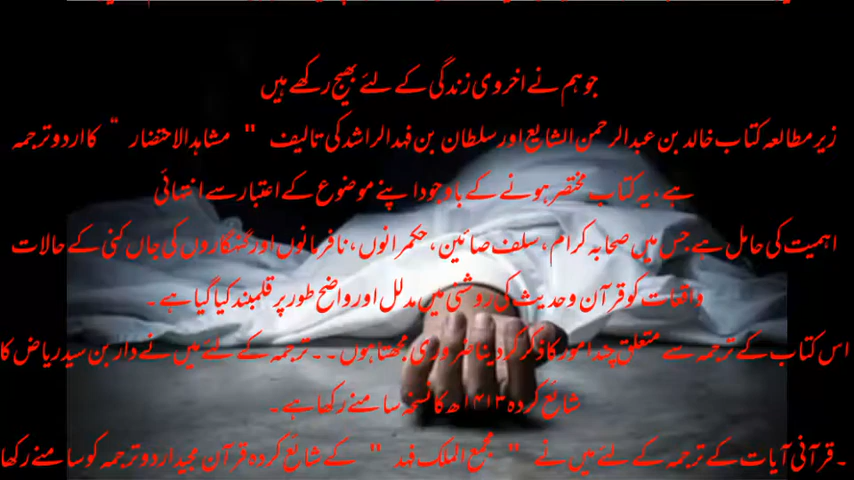 جو ہم نے اخروی زندگی کے لئے بھیج رکھے ہیں
زیر مطالعہ کتاب خالد بن عبدالرحمن الشایع اور سلطان بن فہد الراشد کی تالیف " مشاہد الاحتضار " کا اردو ترجمہ
ہے، یہ کتاب مختصر ہونے کے باوجود اپنے موضوع کے اعتبار سے انتہائی
اہمیت کی حامل ہے جس میں صحابہ کرام، سلف صائین، حکمرانوں، نافرمانوں اور گنہگاروں کی جاں کنی کے حالات
واقعات کو قرآن و حدیث کی روشنی میں مدلل اور واضح طور پر قلمبند کیا گیا ہے۔
اس کتاب کے ترجمہ سے متعلق چند امور کا ذکر کر دینا ضروری سمجھتا ہوں۔۔ ترجمہ کے لئے میں نے دار بن سید ریاض کا
شائع کردہ ۱۴۱۳ھ کا نسخہ سامنے رکھا ہے۔
۔ قرآنی آیات کے ترجمہ کے لئے میں نے " مجمع الملک فہد " کے شائع کردہ قرآن مجید اردو ترجمہ کو سامنے رکھا